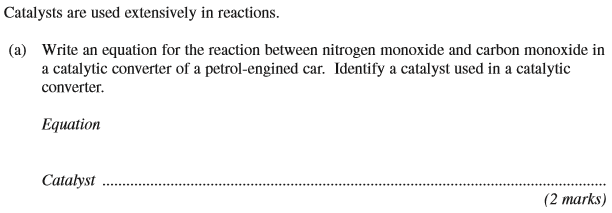 Catalysts are used extensively in reactions.
(a) Write an equation for the reaction between nitrogen monoxide and carbon monoxide in
a catalytic converter of a petrol-engined car. Identify a catalyst used in a catalytic
converter.
Equation
Catalyst ........................................................................................................................
(2 marks)